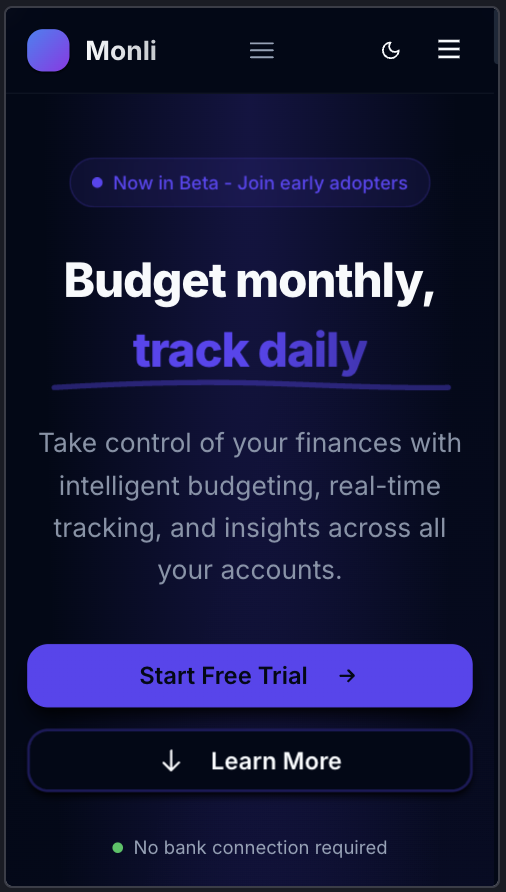 Monli
Now in Beta - Join early adopters
Budget monthly,
track daily
Take control of your finances with
intelligent budgeting, real-time
tracking, and insights across all
your accounts.
Start Free Trial →
↓ Learn More
No bank connection required